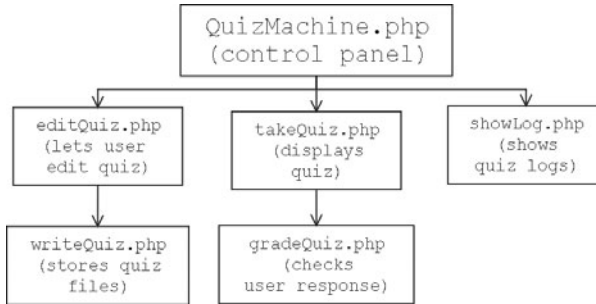 QuizMachine.php
(control panel)
editQuiz.php
(lets user
edit quiz)
takeQuiz.php
(displays
quiz)
showLog.php
(shows
quiz logs)
writeQuiz.php
(stores quiz
files)
gradeQuiz.php
(checks
user response)